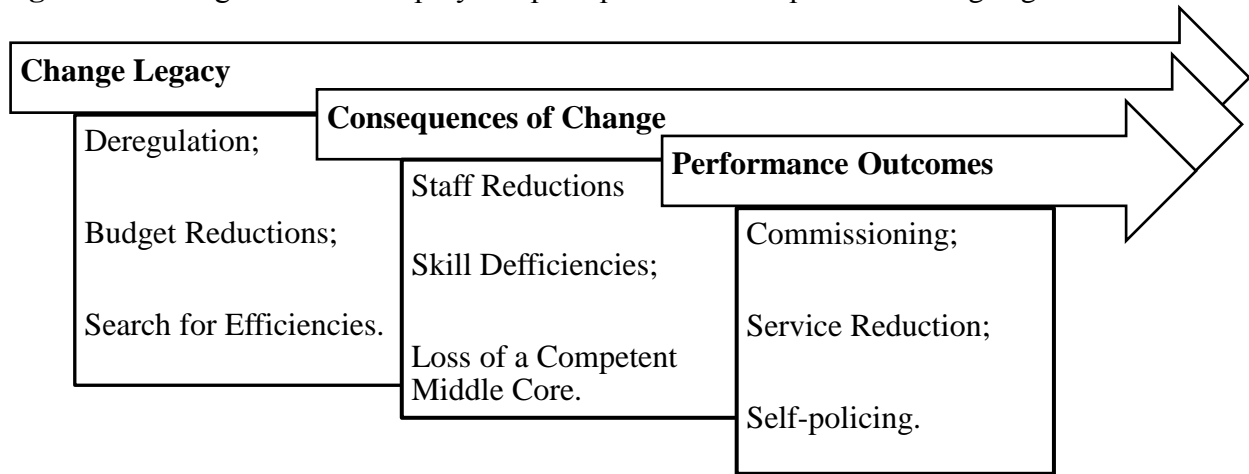 Change Legacy
Deregulation;
Budget Reductions;
Search for Efficiencies.
Consequences of Change
Staff Reductions
Skill Defficiencies;
Loss of a Competent
Middle Core.
Performance Outcomes
Commissioning;
Service Reduction;
Self-policing.